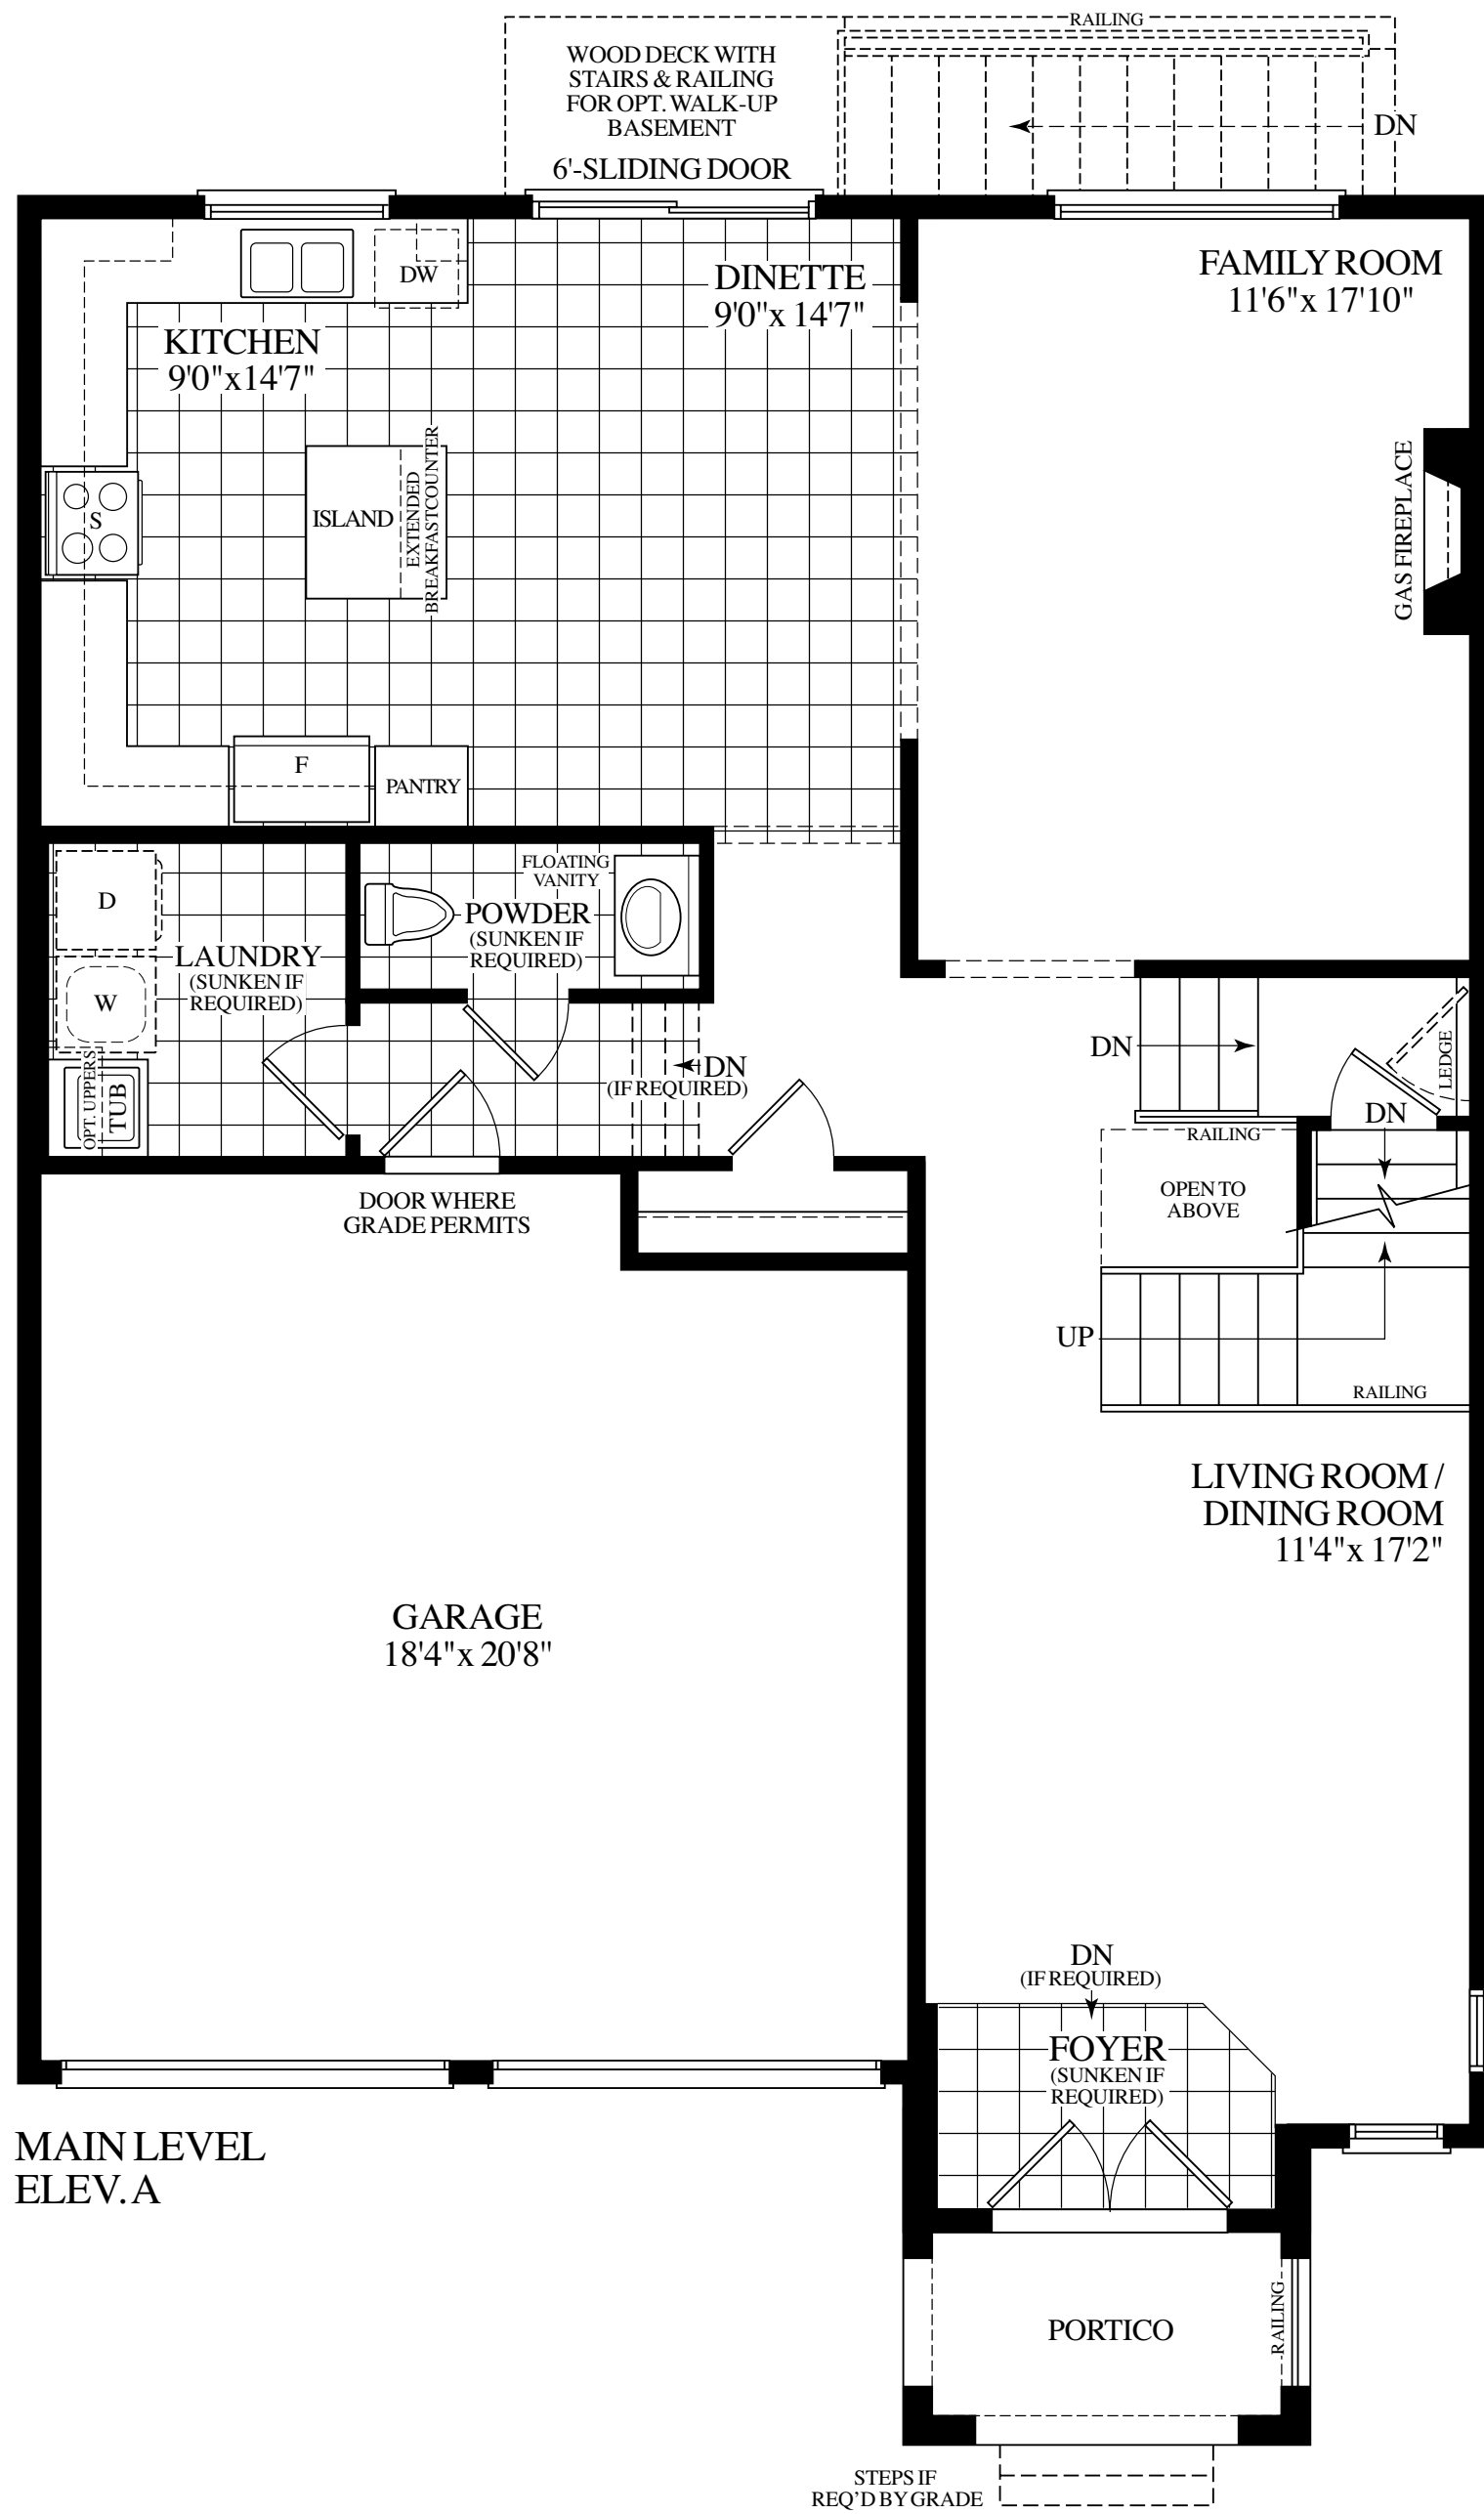 RAILING
WOOD DECK WITH
STAIRS & RAILING
FOR OPT. WALK-UP
BASEMENT
DN
6'-SLIDING DOOR
DW
DINETTE
9'0"x 14'7"
FAMILY ROOM
11'6"x 17'10"
KITCHEN
9'0"x14'7"
S
ISLAND
EXTENDED
BREAKFAST COUNTER
GAS FIREPLACE
F
PANTRY
D
FLOATING
VANITY
POWDER
(SUNKEN IF
REQUIRED)
LAUNDRY
(SUNKEN IF
REQUIRED)
W
OPT. UPPERS
TUB
DN
(IF REQUIRED)
DN
LEDGE
DN
RAILING
OPEN TO
ABOVE
DOOR WHERE
GRADE PERMITS
UP
RAILING
LIVING ROOM /
DINING ROOM
11'4"x 17'2"
GARAGE
18'4"x 20'8"
DN
(IF REQUIRED)
FOYER
(SUNKEN IF
REQUIRED)
MAIN LEVEL
ELEV. A
PORTICO
RAILING
STEPS IF
REQ'D BY GRADE